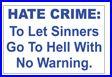 HATE CRIME:
To Let Sinners
Go To Hell With
No Warning.